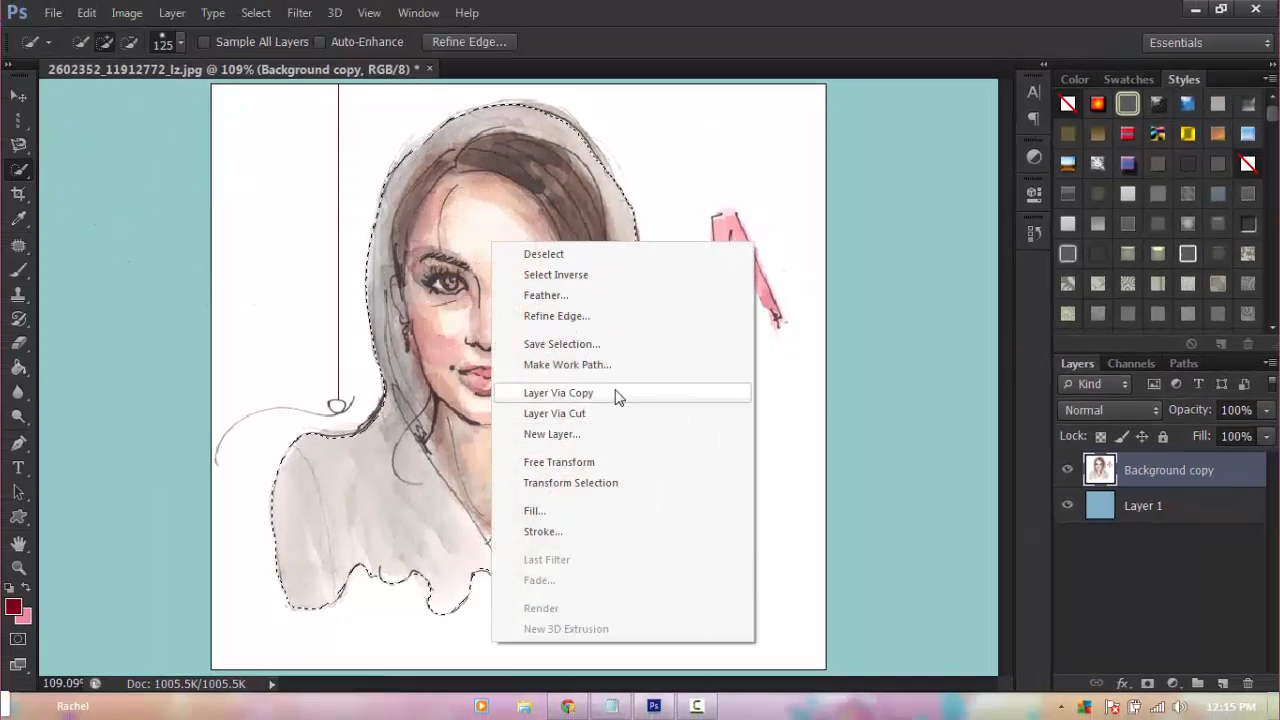 Ps File Edit Image Layer Type Select Filter 3D View Window Help
125 Sample All Layers Auto-Enhance Refine Edge... Essentials
2602352_11912772_lz.jpg @ 109% (Background copy, RGB/8) * ×
Color Swatches Styles
Deselect
Select Inverse
Feather...
Refine Edge...
Save Selection...
Make Work Path...
Layer Via Copy
Layer Via Cut
New Layer...
Free Transform
Transform Selection
Fill...
Stroke...
Last Filter
Fade...
Render
New 3D Extrusion
Layers Channels Paths
Kind
Normal Opacity: 100%
Lock: Fill: 100%
Background copy
Layer 1
109.09% Doc: 1005.5K/1005.5K
Rachel Ps 12:15 PM